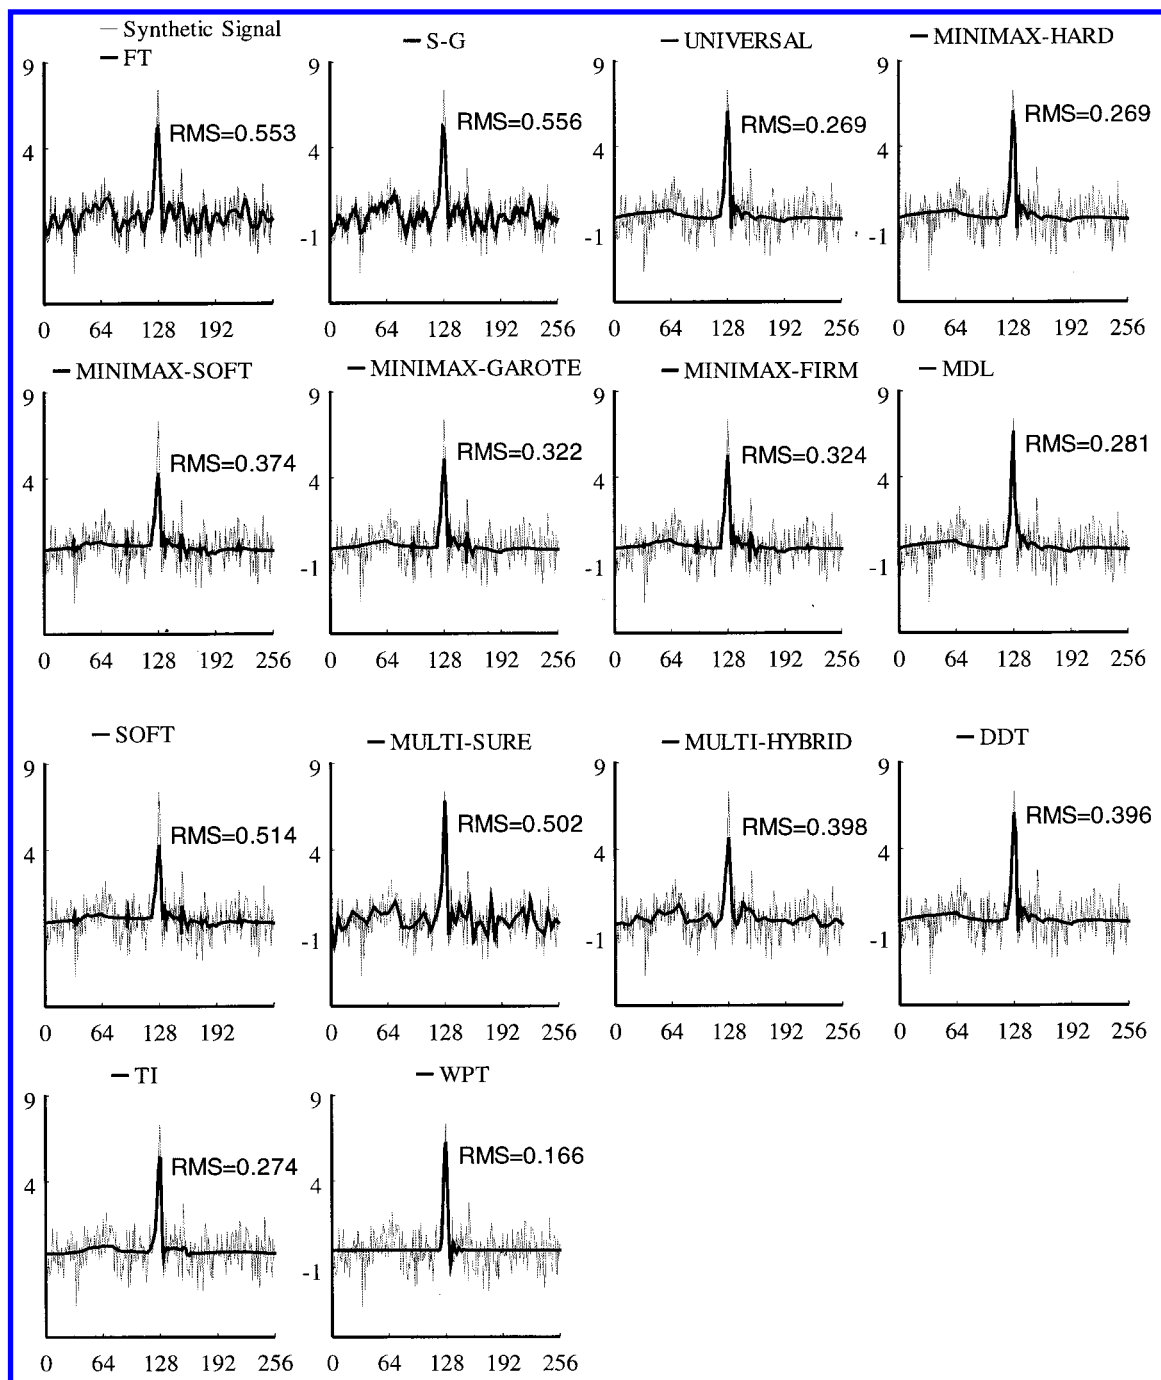 Synthetic Signal
FT
9
4
RMS=0.553
0 64 128 192
S-G
9
4
-1
RMS=0.556
0 64 128 192 256
UNIVERSAL
9
4
-1
RMS=0.269
0 64 128 192 256
MINIMAX-HARD
9
4
-1
RMS=0.269
0 64 128 192 256
MINIMAX-SOFT
9
4
RMS=0.374
0 64 128 192 256
MINIMAX-GAROTE
9
4
-1
RMS=0.322
0 64 128 192 256
MINIMAX-FIRM
9
4
-1
RMS=0.324
0 64 128 192 256
MDL
9
4
-1
RMS=0.281
0 64 128 192 256
SOFT
9
4
RMS=0.514
0 64 128 192
MULTI-SURE
9
4
-1
RMS=0.502
0 64 128 192 256
MULTI-HYBRID
9
4
-1
RMS=0.398
0 64 128 192 256
DDT
9
4
-1
RMS=0.396
0 64 128 192 256
TI
9
4
RMS=0.274
0 64 128 192 256
WPT
9
4
-1
RMS=0.166
0 64 128 192 256